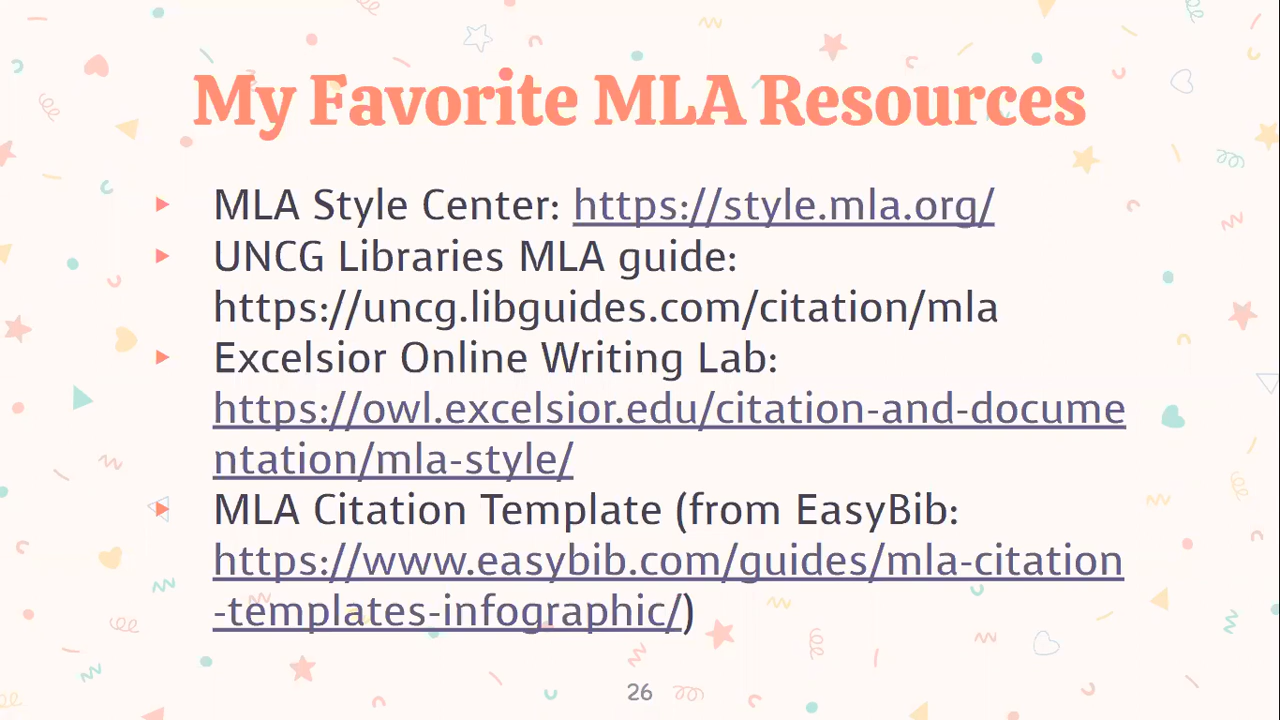 My Favorite MLA Resources
MLA Style Center: https://style.mla.org/
UNCG Libraries MLA guide:
https://uncg.libguides.com/citation/mla
Excelsior Online Writing Lab:
https://owl.excelsior.edu/citation-and-docume
ntation/mla-style/
MLA Citation Template (from EasyBib:
https://www.easybib.com/guides/mla-citation
-templates-infographic/)
26